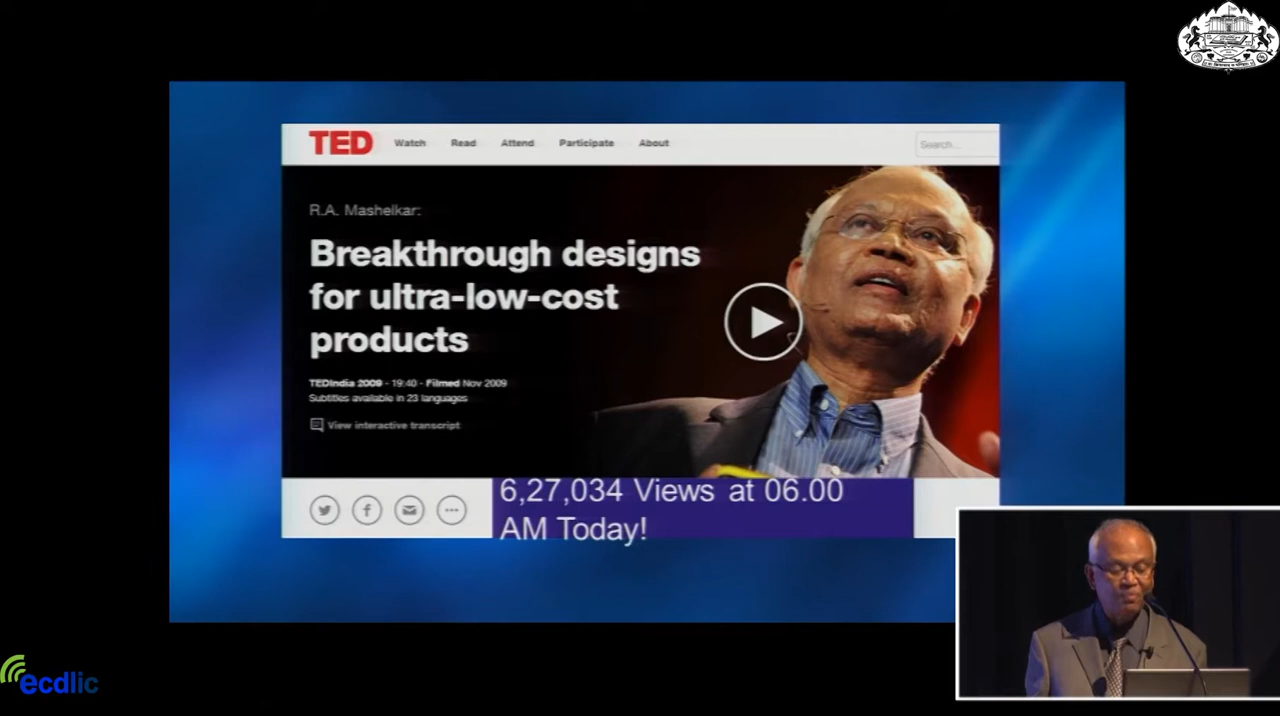 TED
Watch Read Attend Participate About
Search...
R.A. Mashelkar:
Breakthrough designs
for ultra-low-cost
products
TEDIndia 2009 - 19:40 - Filmed Nov 2009
Subtitles available in 23 languages
View interactive transcript
6,27,034 Views at 06.00
AM Today!
ecdlic